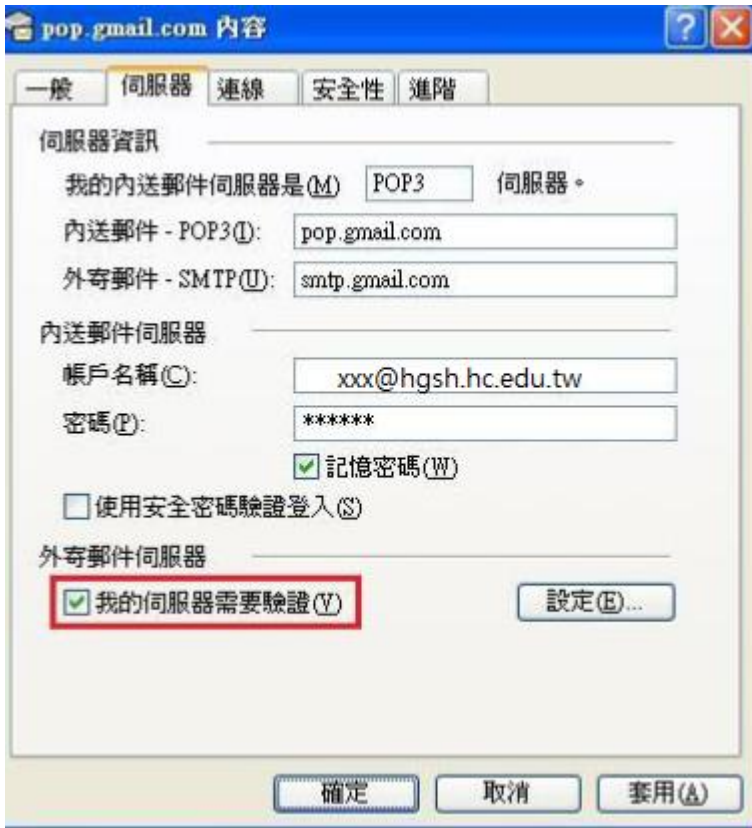 pop.gmail.com 內容
一般 伺服器 連線 安全性 進階
伺服器資訊
我的內送郵件伺服器是(M) POP3 伺服器。
內送郵件 - POP3(I): pop.gmail.com
外寄郵件 - SMTP(U): smtp.gmail.com
內送郵件伺服器
帳戶名稱(C): xxx@hgsh.hc.edu.tw
密碼(P): ******
記憶密碼(W)
使用安全密碼驗證登入(S)
外寄郵件伺服器
我的伺服器需要驗證(V) 設定(E)...
確定 取消 套用(A)